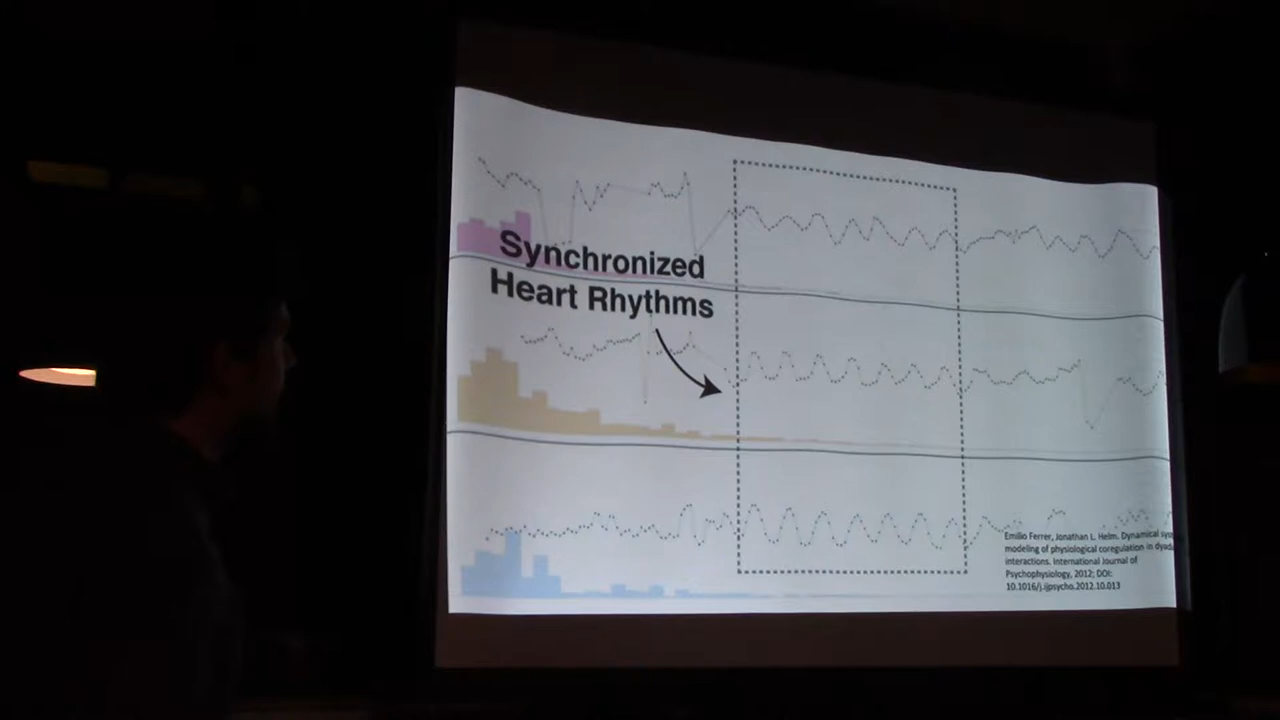 Synchronized
Heart Rhythms
Emilio Ferrer, Jonathan L. Helm. Dynamical
modeling of physiological coregulation in
interactions. International Journal of
Psychophysiology, 2012; DOI:
10.1016/j.ijpsycho.2012.10.013